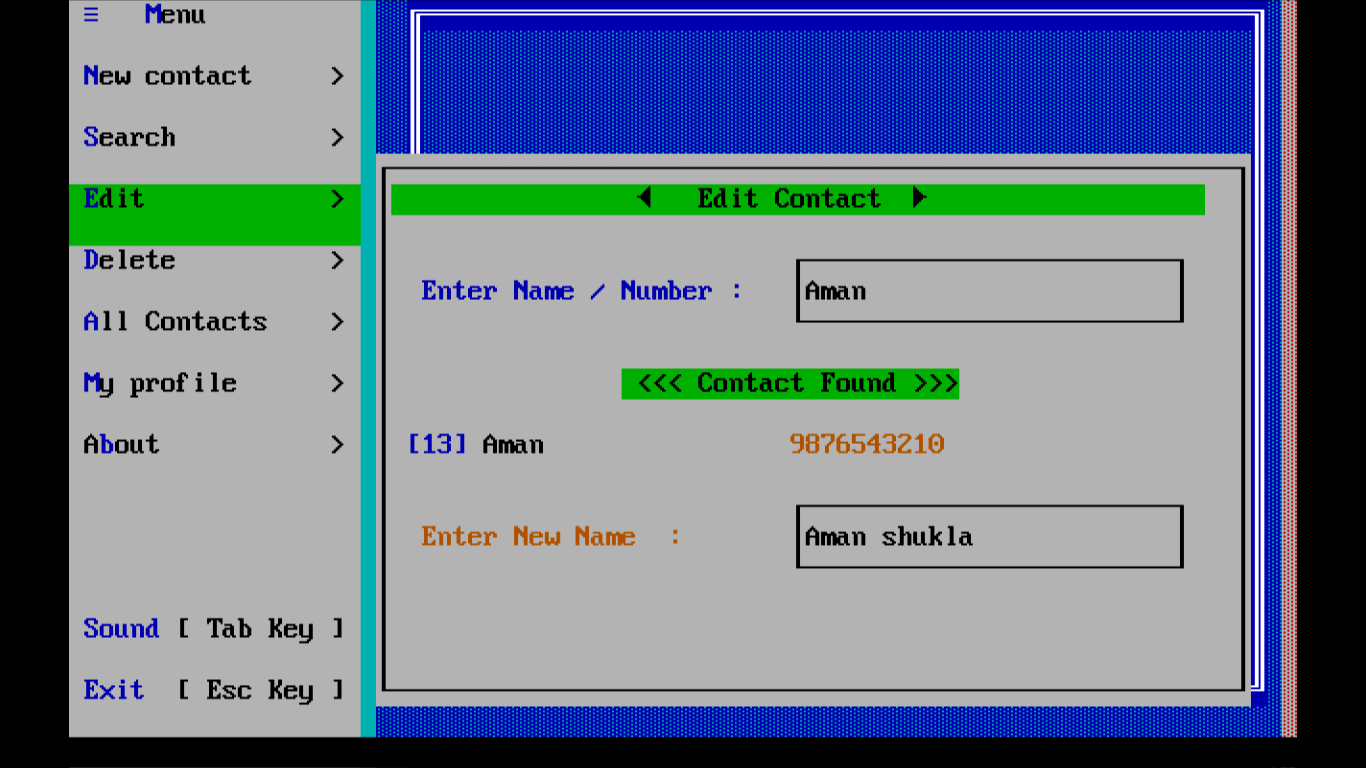 ≡ Menu
New contact >
Search >
Edit >
Delete >
All Contacts >
My profile >
About >
Sound [ Tab Key ]
Exit [ Esc Key ]
◄ Edit Contact ►
Enter Name / Number : Aman
<<< Contact Found >>>
[13] Aman 9876543210
Enter New Name : Aman shukla